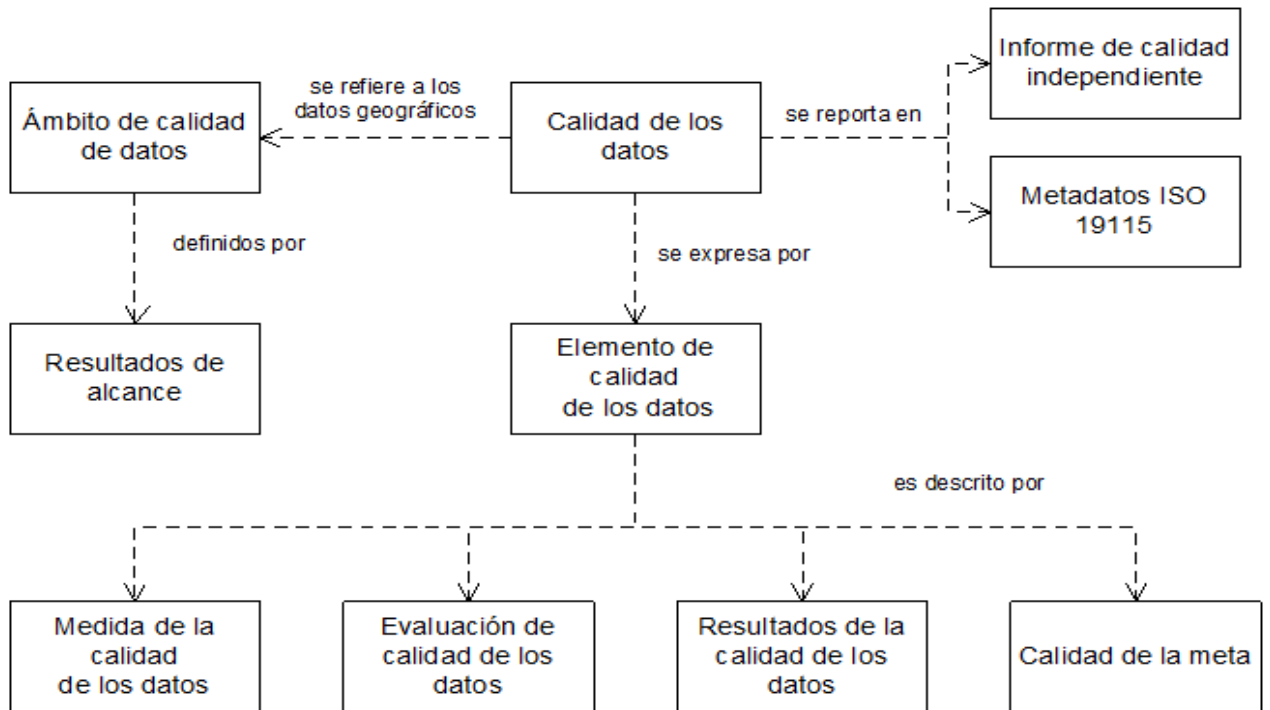 Informe de calidad
independiente
se refiere a los
datos geográficos
Ámbito de calidad
de datos
Calidad de los
datos
se reporta en
Metadatos ISO
19115
definidos por
se expresa por
Resultados de
alcance
Elemento de
calidad
de los datos
es descrito por
Medida de la
calidad
de los datos
Evaluación de
calidad de los
datos
Resultados de la
calidad de los
datos
Calidad de la meta